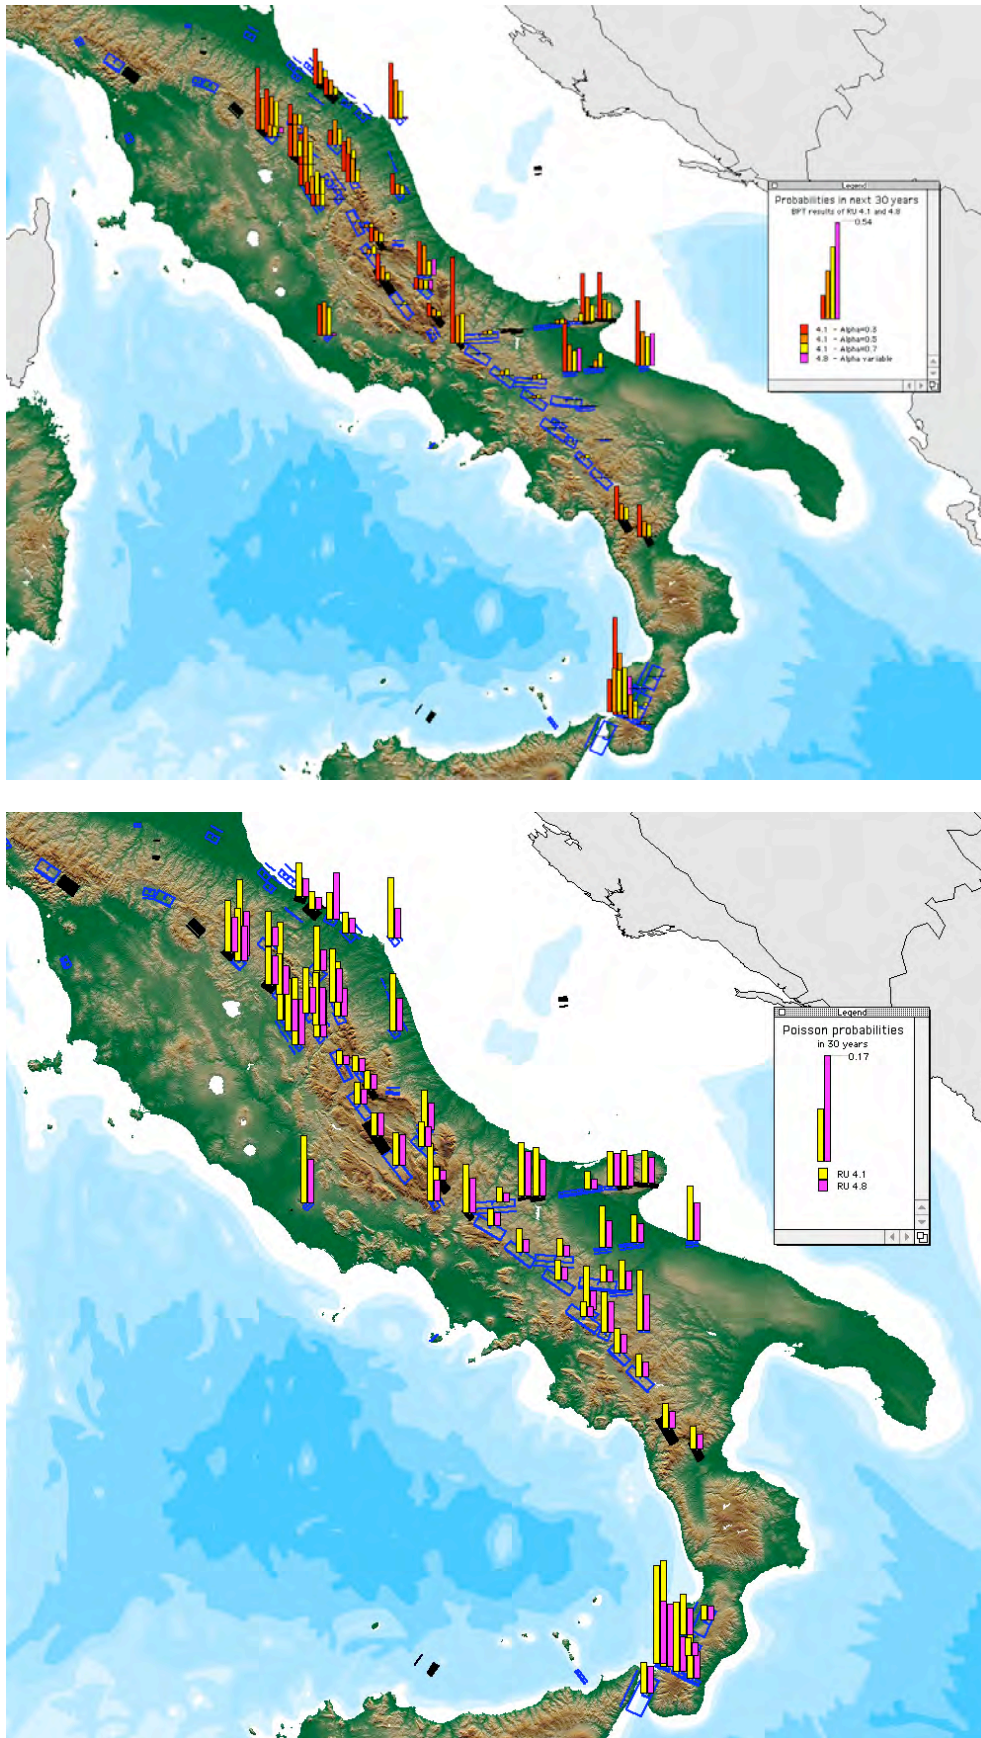 Legend
Probabilities in next 30 years
BPT results of RU 4.1 and 4.8
0.54
4.1 - Alpha=0.3
4.1 - Alpha=0.5
4.1 - Alpha=0.7
4.8 - Alpha variable
Legend
Poisson probabilities
in 30 years
0.17
RU 4.1
RU 4.8